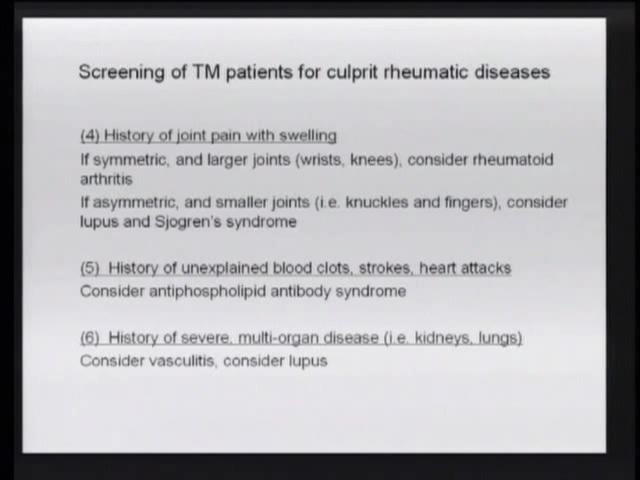 Screening of TM patients for culprit rheumatic diseases
(4) History of joint pain with swelling
If symmetric, and larger joints (wrists, knees), consider rheumatoid
arthritis
If asymmetric, and smaller joints (i.e. knuckles and fingers), consider
lupus and Sjogren's syndrome
(5) History of unexplained blood clots, strokes, heart attacks
Consider antiphospholipid antibody syndrome
(6) History of severe, multi-organ disease (i.e. kidneys, lungs)
Consider vasculitis, consider lupus